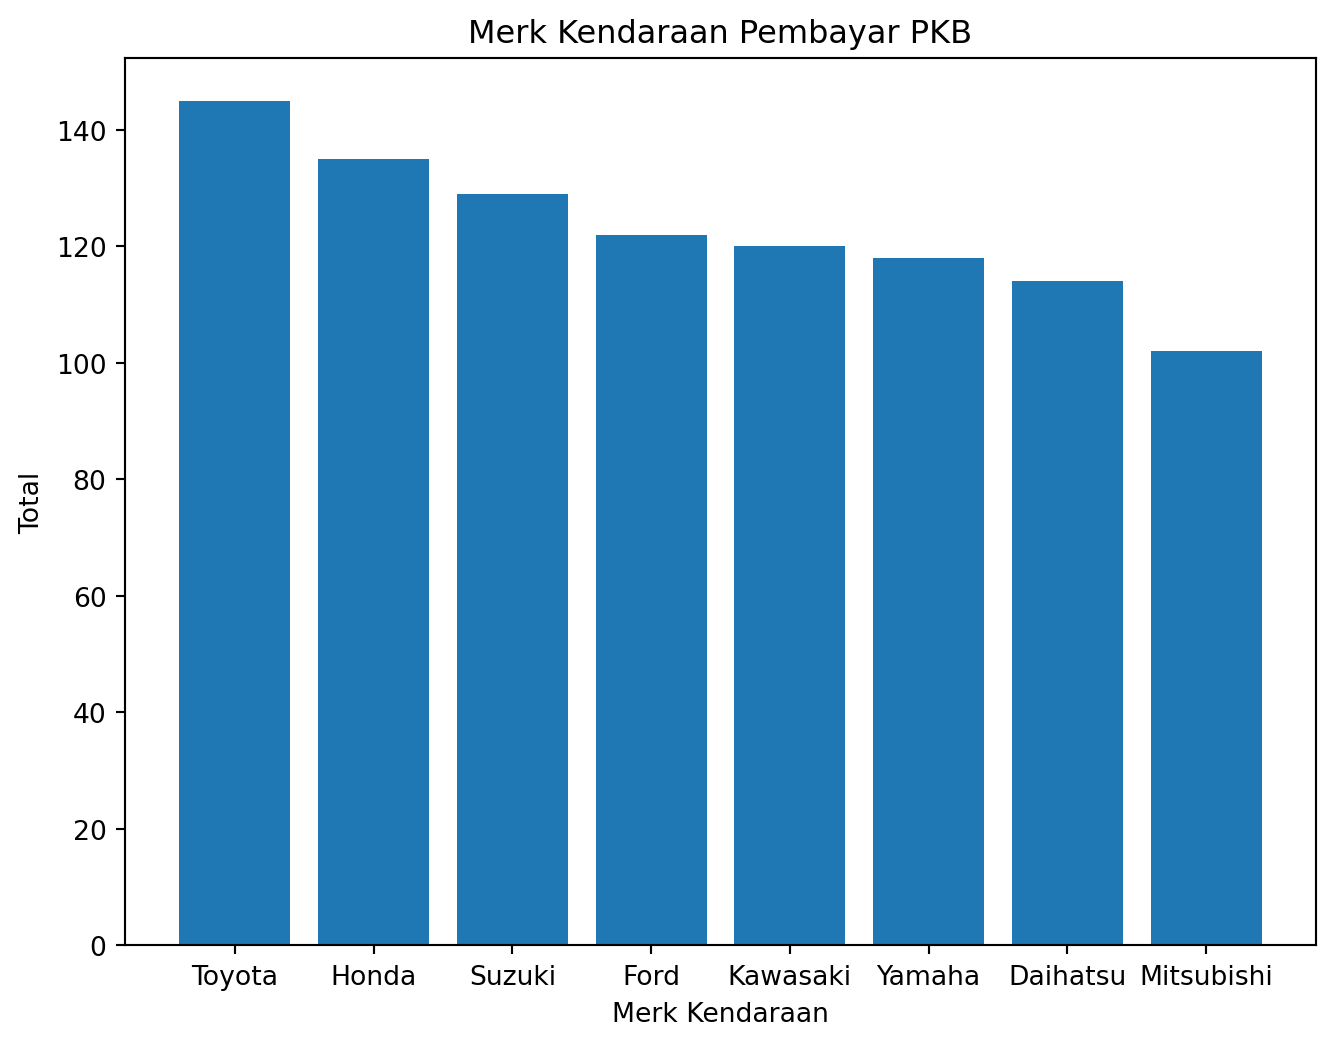 Merk Kendaraan Pembayar PKB
Total
140
120
100
80
60
40
20
0
Toyota Honda Suzuki Ford Kawasaki Yamaha Daihatsu Mitsubishi
Merk Kendaraan